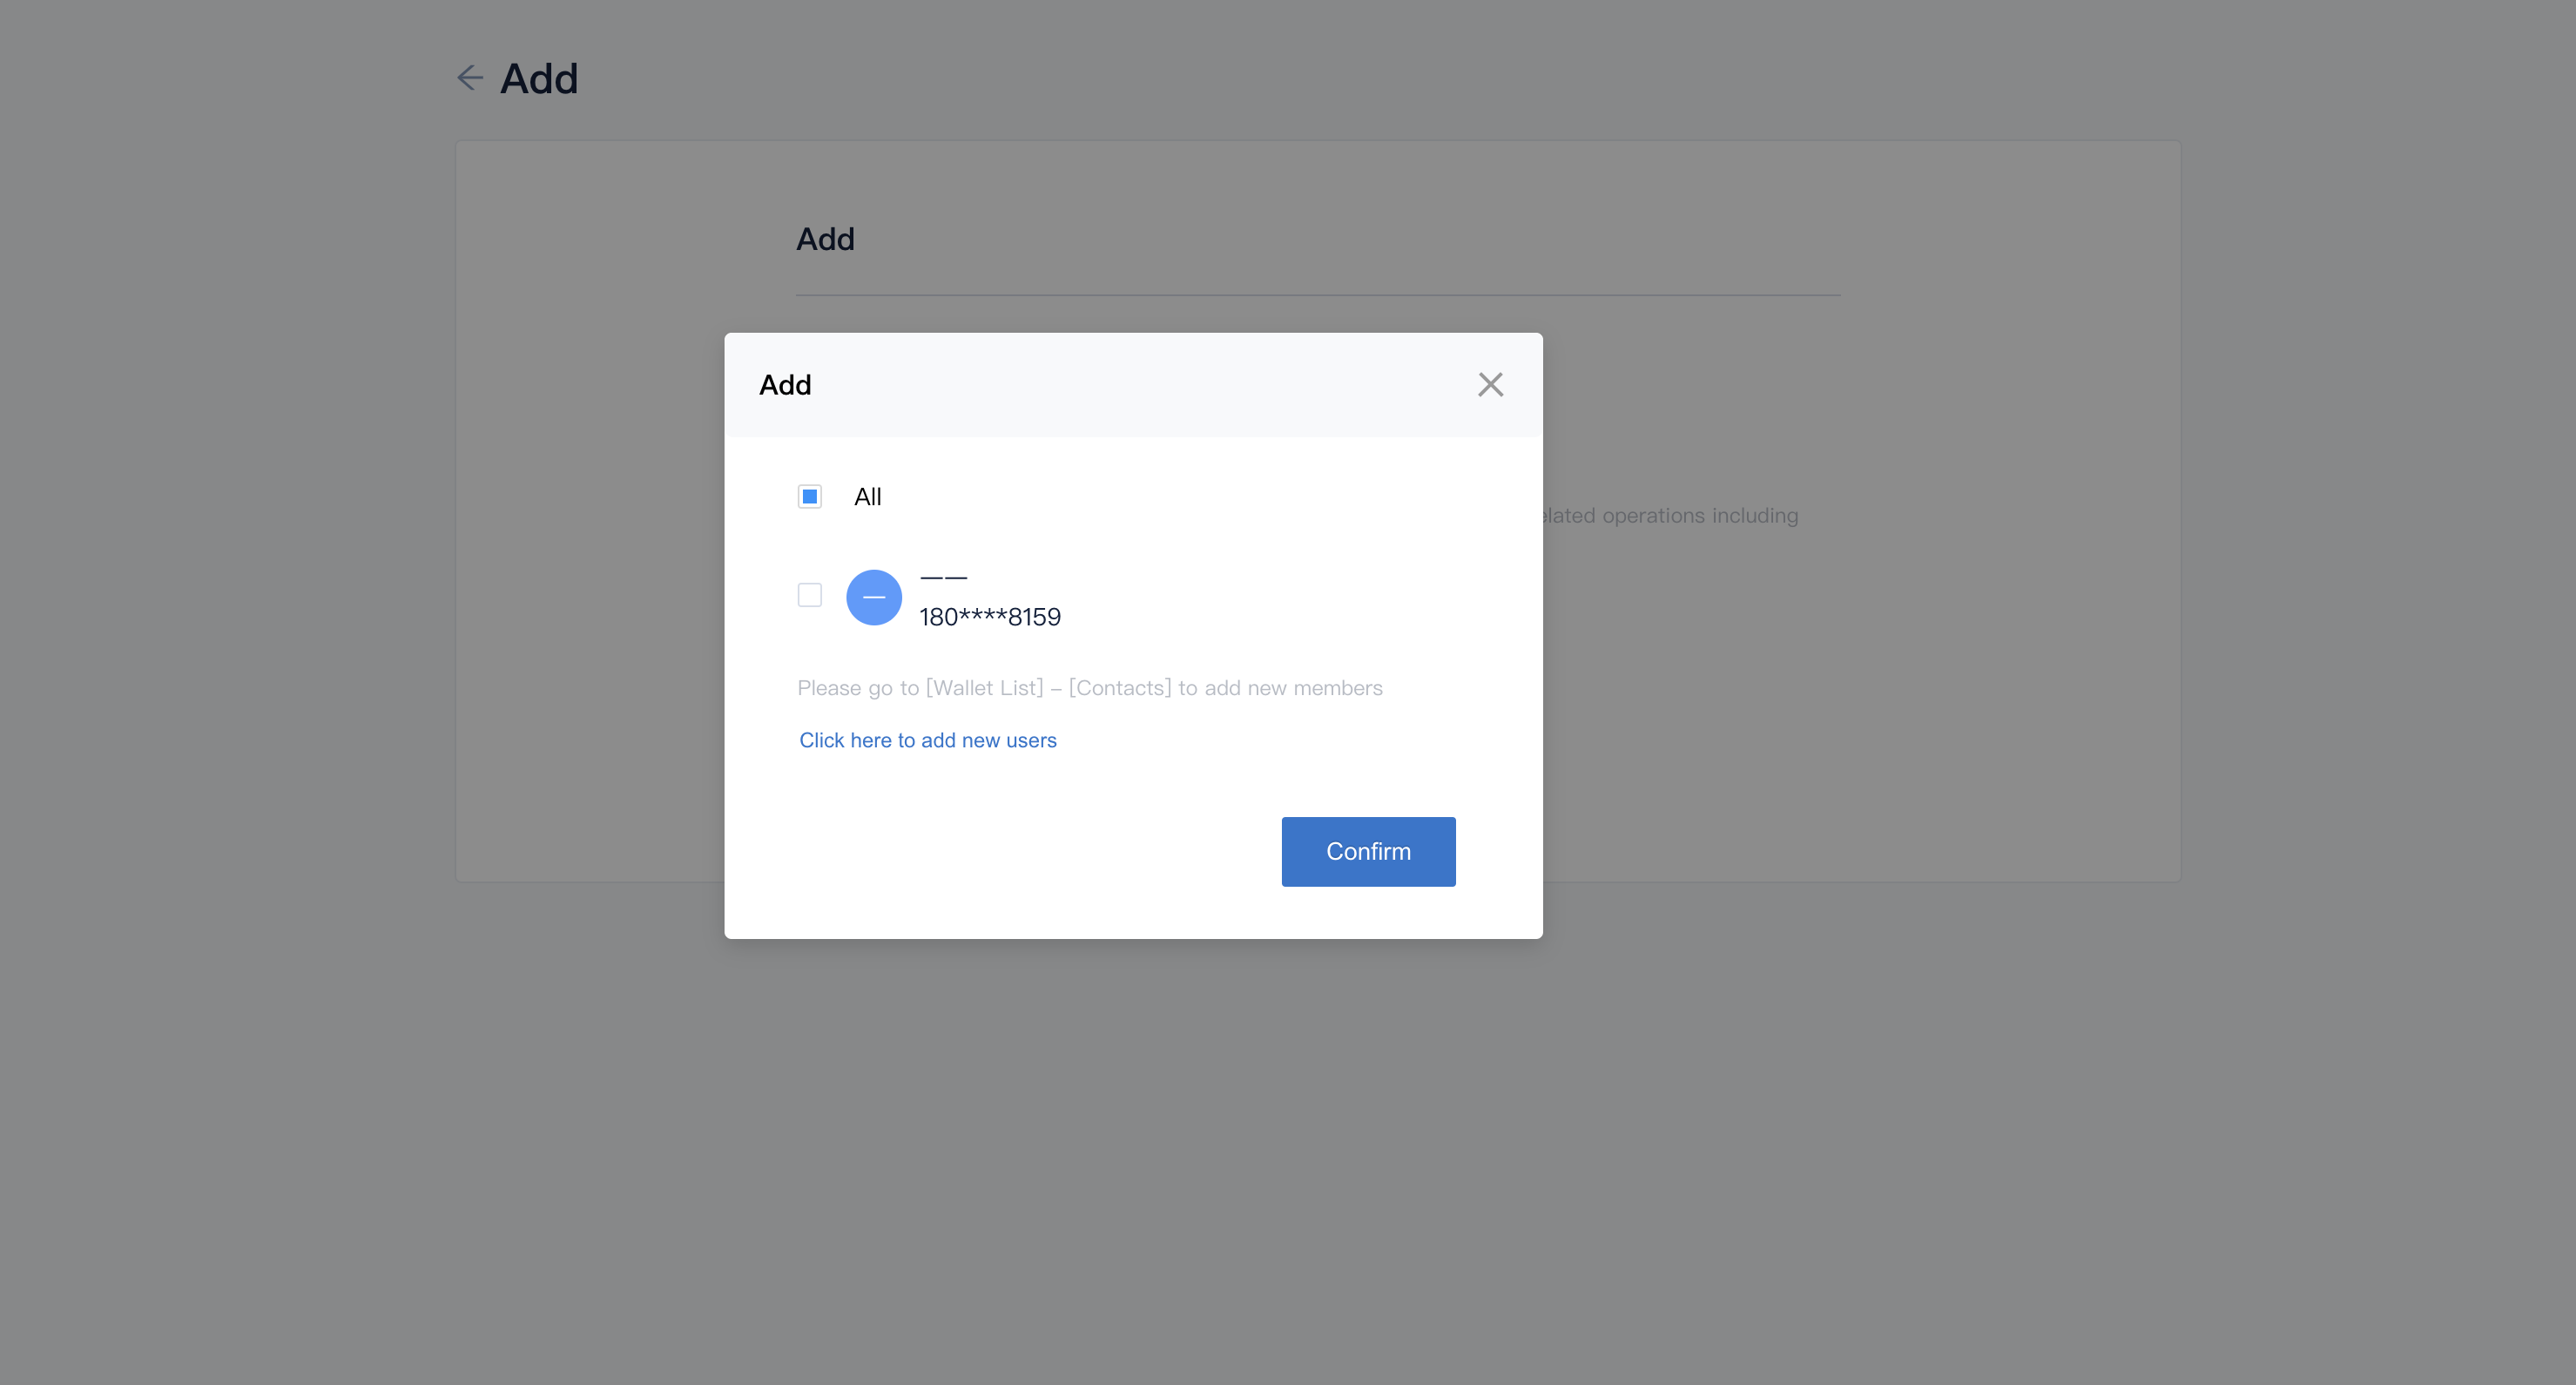 Add
Add
Add
All
——
—
180****8159
elated operations including
Please go to [Wallet List] – [Contacts] to add new members
Click here to add new users
Confirm